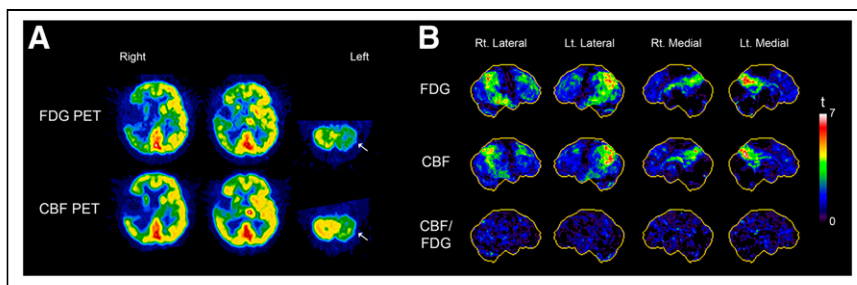 A
Right
Left
FDG PET
CBF PET
B
Rt. Lateral
Lt. Lateral
Rt. Medial
Lt. Medial
FDG
CBF
CBF/
FDG
t
7
0